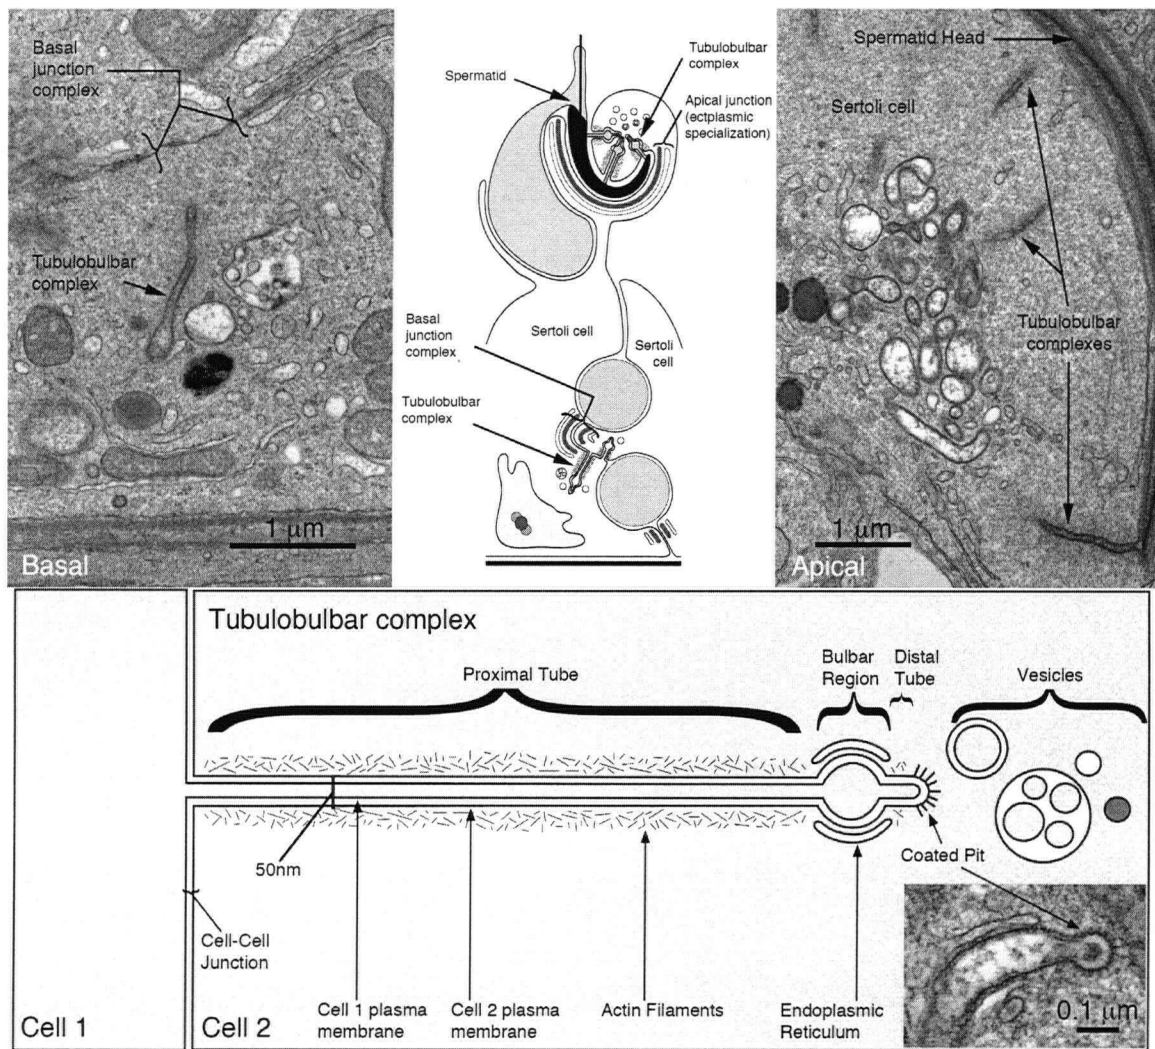 Basal
junction
complex
Tubulobulbar
complex
1 μm
Basal
Spermatid
Tubulobulbar
complex
Apical junction
(ectplasmic
specialization)
Basal
junction
complex
Sertoli cell
Sertoli
cell
Tubulobulbar
complex
Spermatid Head
Sertoli cell
Tubulobulbar
complexes
1 μm
Apical
Tubulobulbar complex
Proximal Tube
Bulbar
Region
Distal
Tube
Vesicles
50nm
Coated Pit
Cell-Cell
Junction
Cell 1 plasma
membrane
Cell 2 plasma
membrane
Actin Filaments
Endoplasmic
Reticulum
0.1 μm
Cell 1
Cell 2